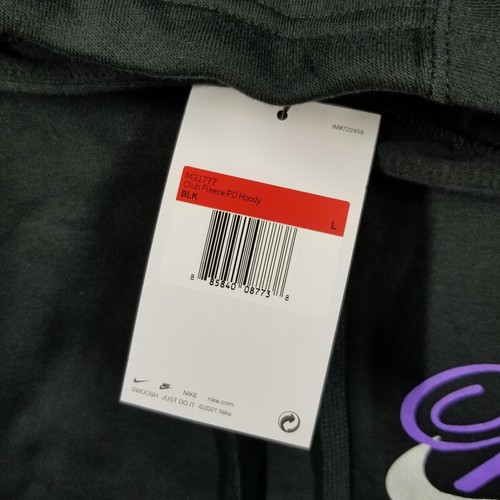 IM#722459
M31777
Club Fleece PO Hoody
BLK L
8 85840 08773 8
NIKE nike.com
SWOOSH JUST DO IT ©2021 Nike